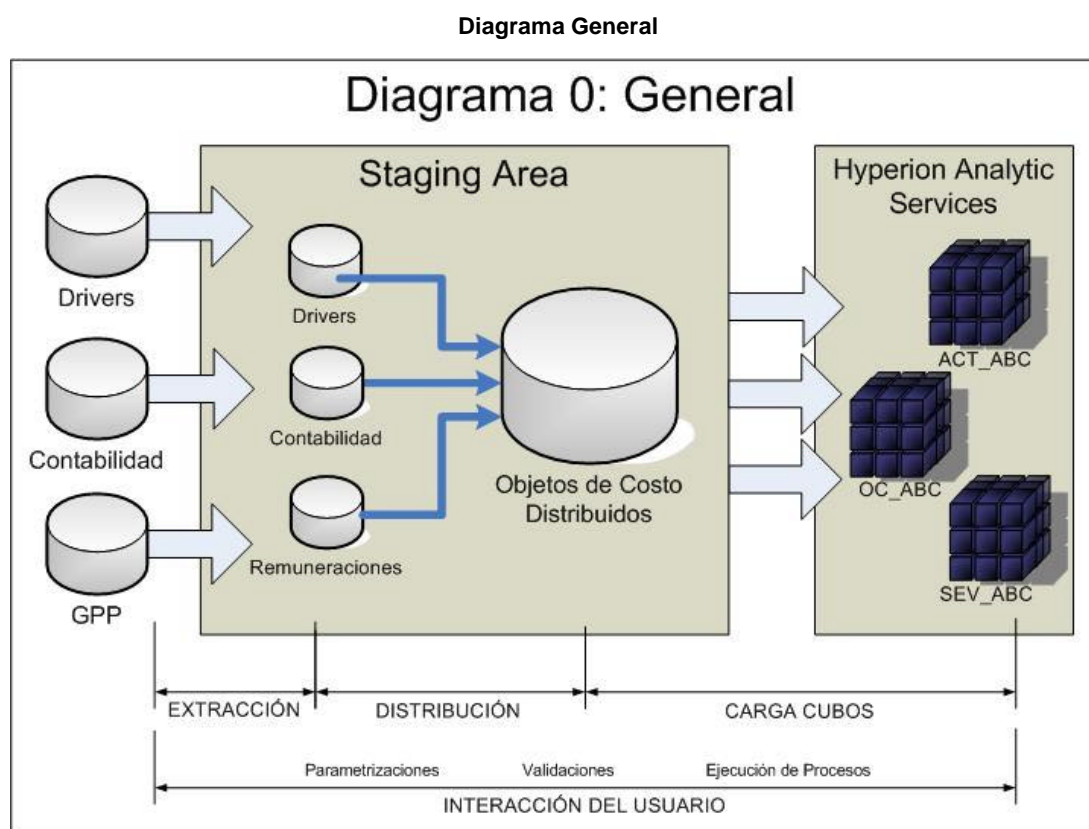 Diagrama General
Diagrama 0: General
Staging Area
Hyperion Analytic
Services
Drivers
Contabilidad
GPP
Drivers
Contabilidad
Remuneraciones
Objetos de Costo
Distribuidos
ACT_ABC
OC_ABC
SEV_ABC
EXTRACCIÓN
DISTRIBUCIÓN
CARGA CUBOS
Parametrizaciones
Validaciones
Ejecución de Procesos
INTERACCIÓN DEL USUARIO